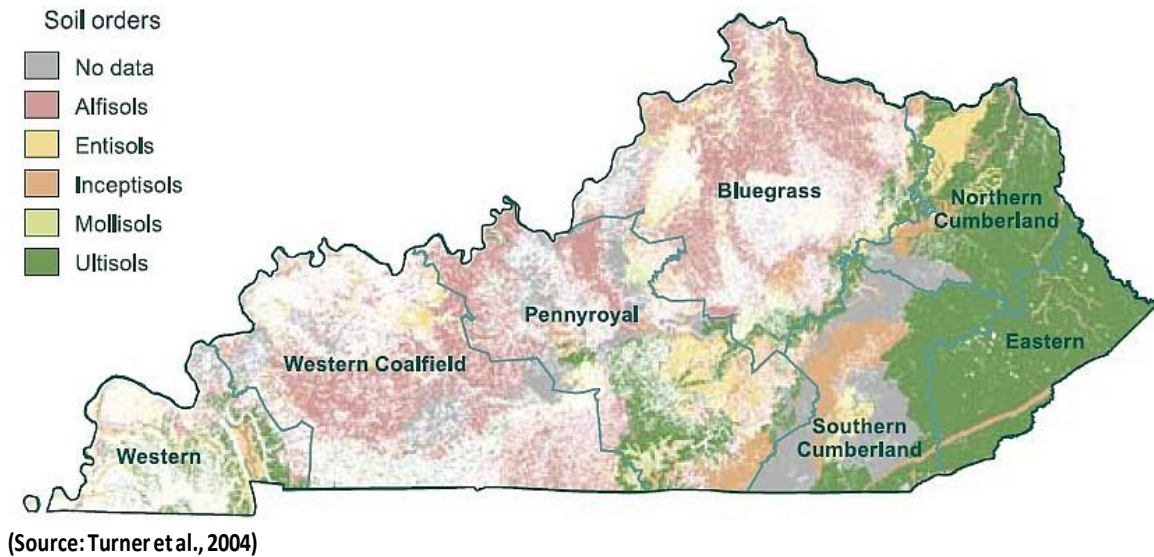 Soil orders
No data
Alfisols
Entisols
Inceptisols
Mollisols
Ultisols
Bluegrass
Northern
Cumberland
Pennyroyal
Eastern
Western Coalfield
Southern
Cumberland
Western
(Source: Turner et al., 2004)